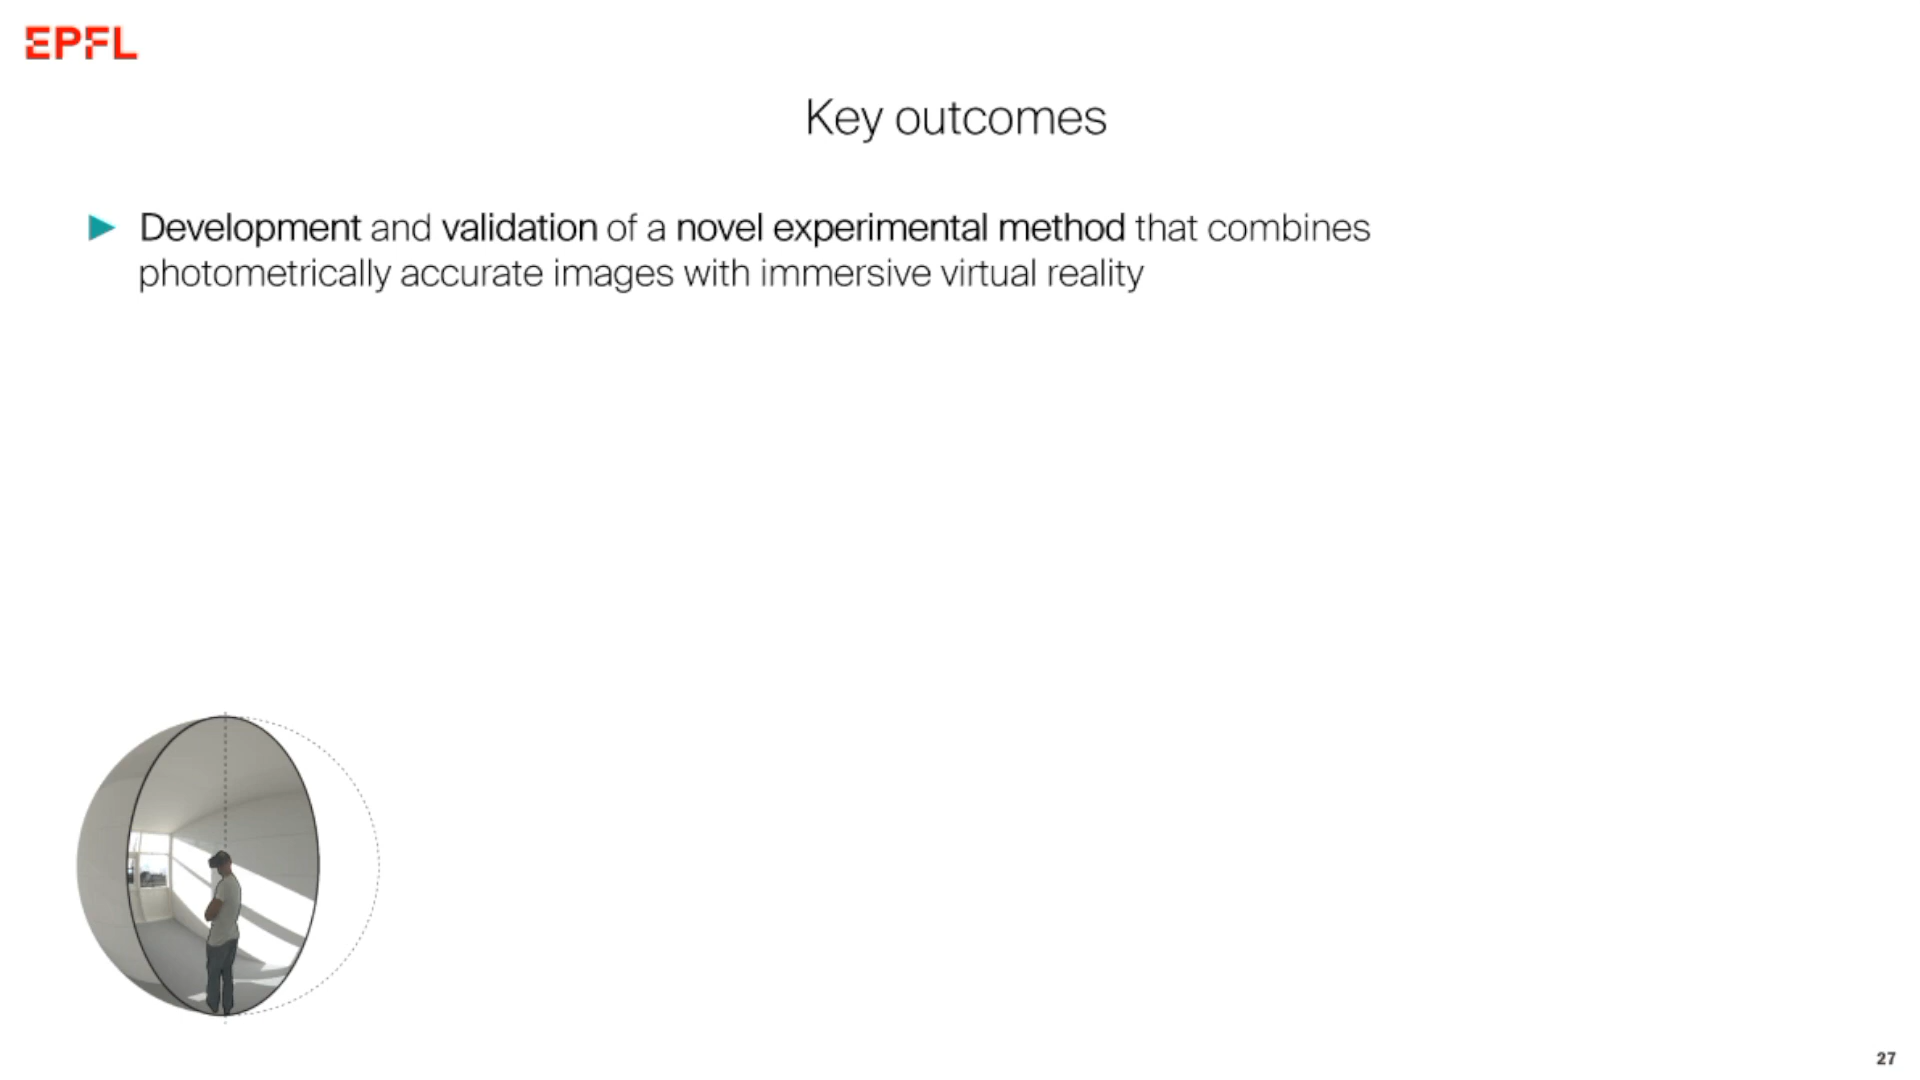 EPFL
Key outcomes
Development and validation of a novel experimental method that combines
photometrically accurate images with immersive virtual reality
27